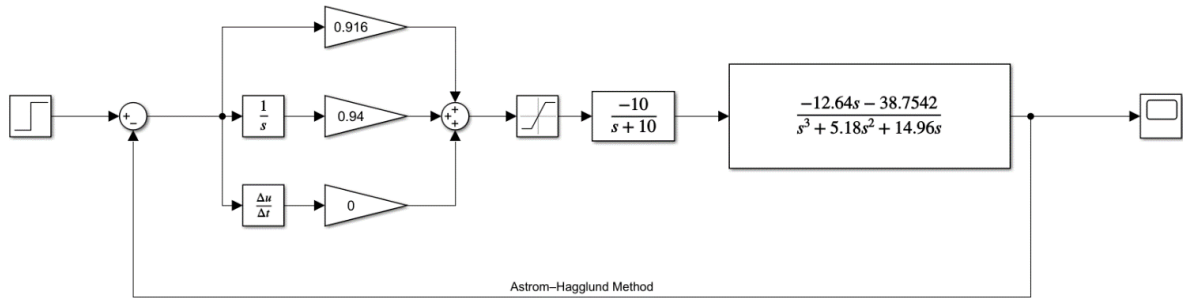 0.916
+
−
1
s
0.94
+
+
+
−10
s + 10
−12.64s − 38.7542
s³ + 5.18s² + 14.96s
Δu
Δt
0
Astrom–Hagglund Method